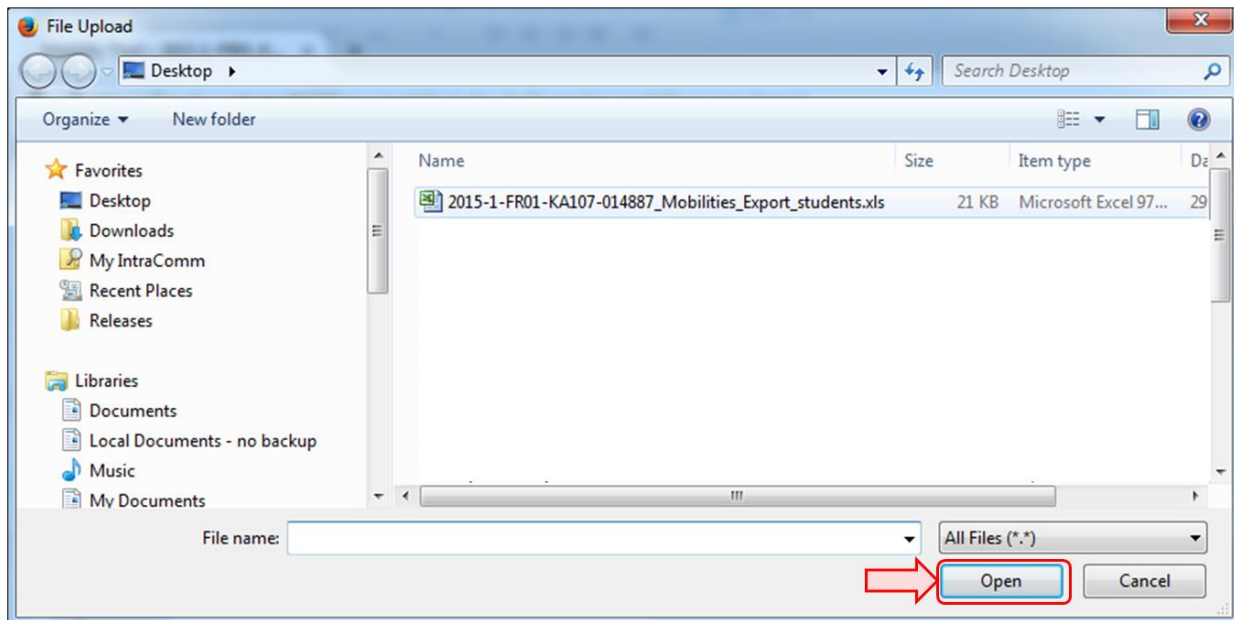 File Upload
Desktop
Search Desktop
Organize
New folder
Favorites
Desktop
Downloads
My IntraComm
Recent Places
Releases
Libraries
Documents
Local Documents - no backup
Music
My Documents
Name Size Item type
2015-1-FR01-KA107-014887_Mobilities_Export_students.xls 21 KB Microsoft Excel 97... 29
File name:
All Files (*.*)
Open
Cancel